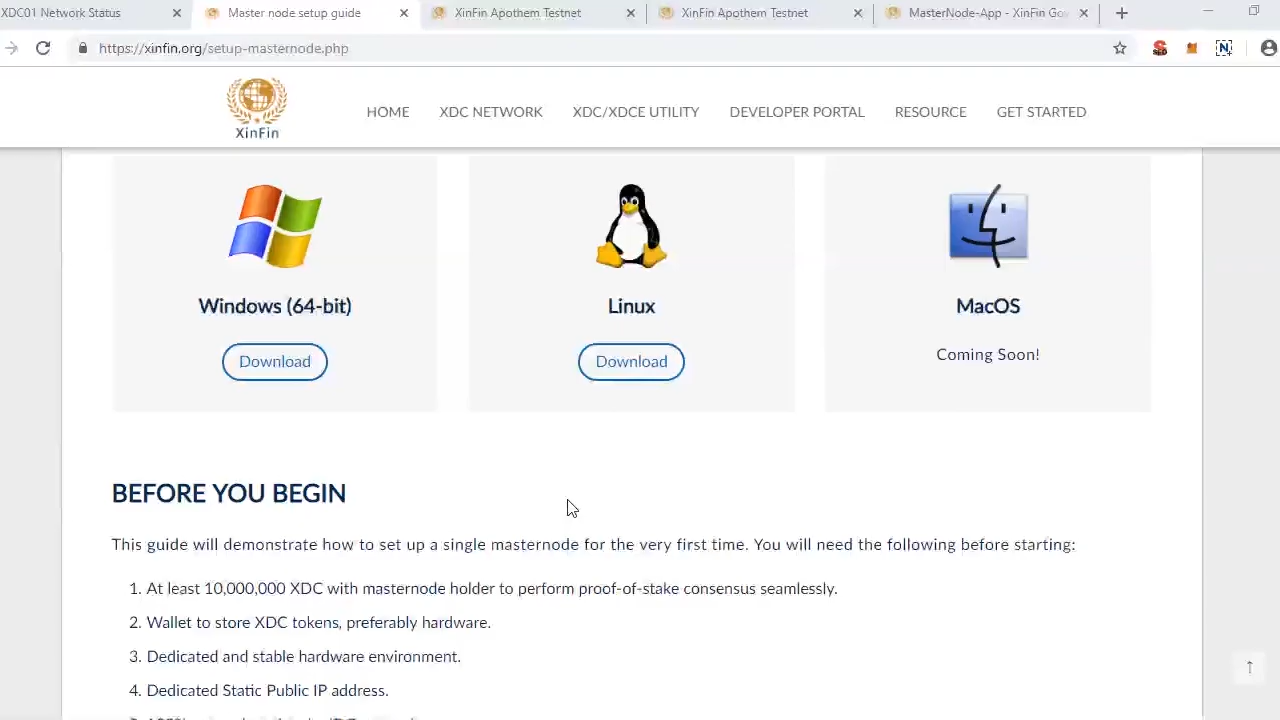 XDC01 Network Status
Master node setup guide
XinFin Apothem Testnet
XinFin Apothem Testnet
MasterNode-App - XinFin Gov
https://xinfin.org/setup-masternode.php
XinFin
HOME
XDC NETWORK
XDC/XDCE UTILITY
DEVELOPER PORTAL
RESOURCE
GET STARTED
Windows (64-bit)
Linux
MacOS
Download
Download
Coming Soon!
BEFORE YOU BEGIN
This guide will demonstrate how to set up a single masternode for the very first time. You will need the following before starting:
1. At least 10,000,000 XDC with masternode holder to perform proof-of-stake consensus seamlessly.
2. Wallet to store XDC tokens, preferably hardware.
3. Dedicated and stable hardware environment.
4. Dedicated Static Public IP address.